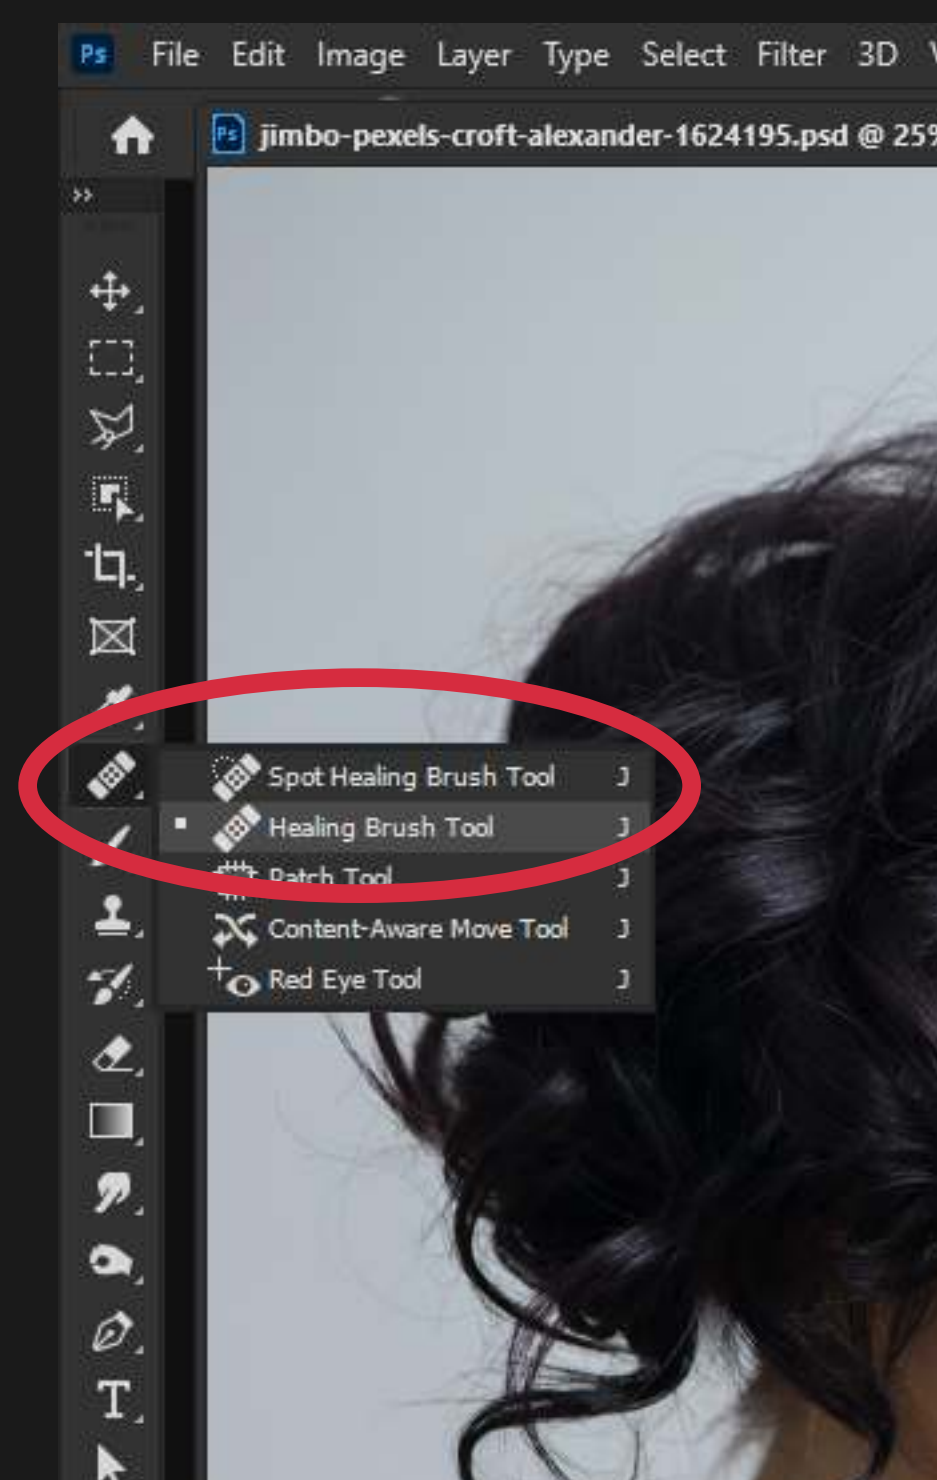 Ps File Edit Image Layer Type Select Filter 3D
Ps jimbo-pexels-croft-alexander-1624195.psd @ 25%
Spot Healing Brush Tool J
Healing Brush Tool J
Patch Tool J
Content-Aware Move Tool J
Red Eye Tool J
T